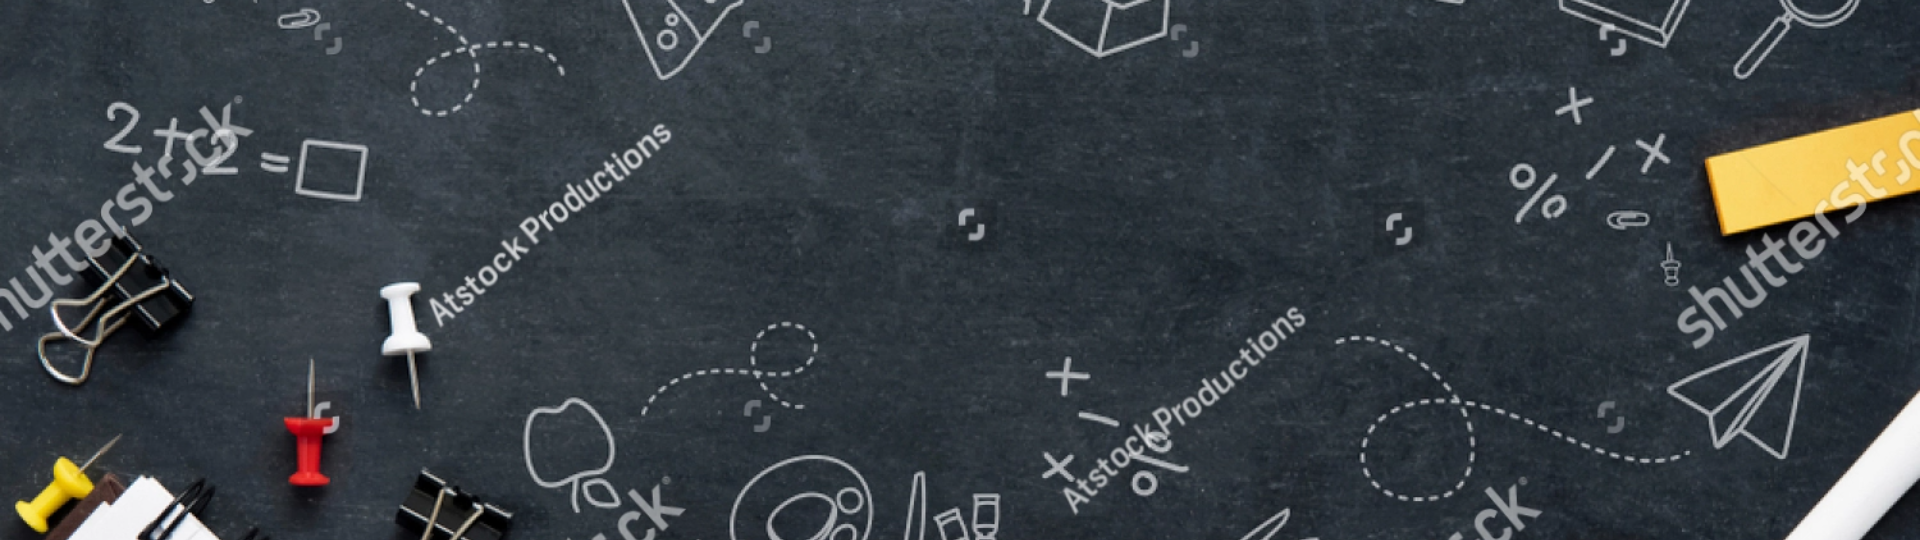 2 + 2 =
shutterstock
Atstock Productions
%
shutterstock
Atstock Productions
%